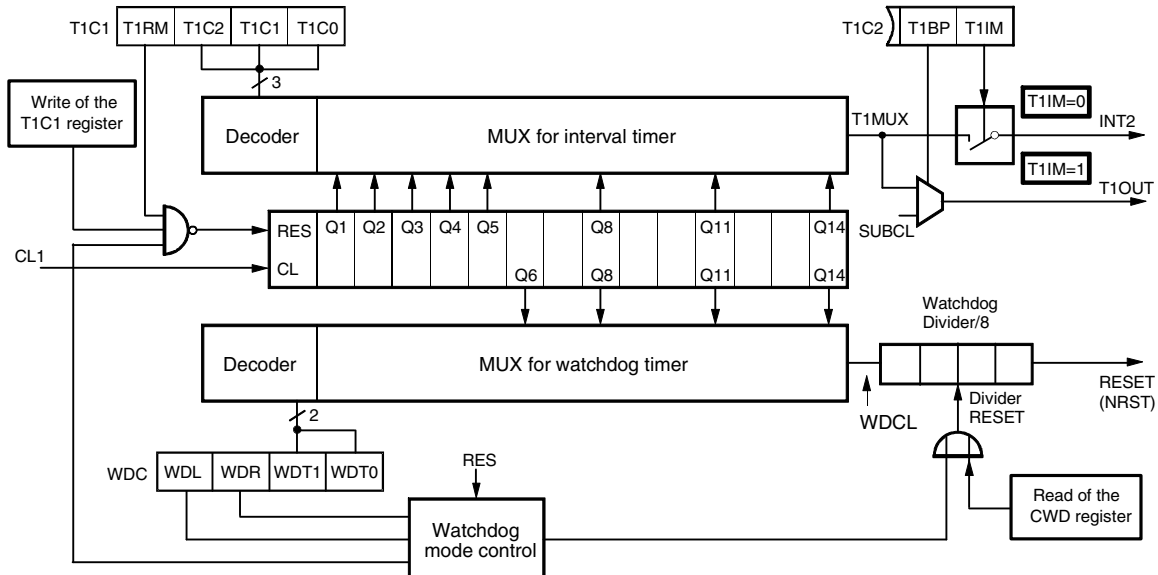 T1C1 T1RM T1C2 T1C1 T1C0
T1C2 T1BP T1IM
3
Write of the
T1C1 register
Decoder
MUX for interval timer
T1MUX
T1IM=0
INT2
T1IM=1
T1OUT
SUBCL
RES Q1 Q2 Q3 Q4 Q5 Q8 Q11 Q14
CL1
CL Q6 Q8 Q11 Q14
Watchdog
Divider/8
Decoder
MUX for watchdog timer
RESET
(NRST)
Divider
RESET
WDCL
2
WDC WDL WDR WDT1 WDT0
RES
Watchdog
mode control
Read of the
CWD register